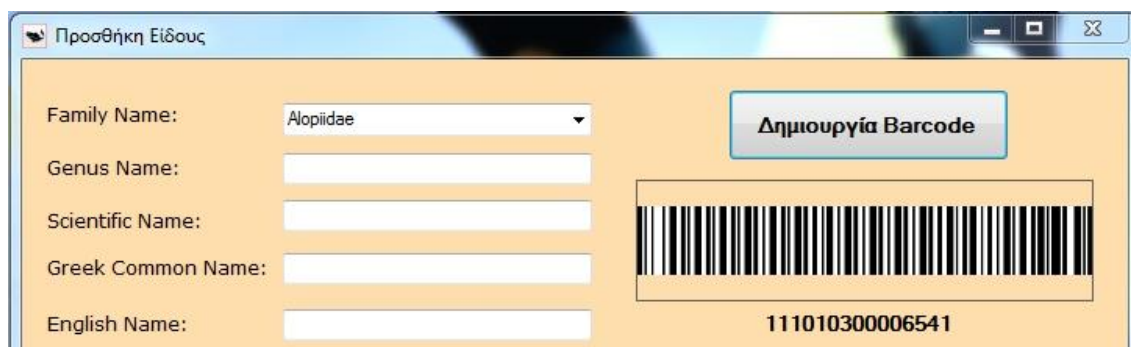 Προσθήκη Είδους
Family Name:
Alopiidae
Δημιουργία Barcode
Genus Name:
Scientific Name:
Greek Common Name:
English Name:
111010300006541